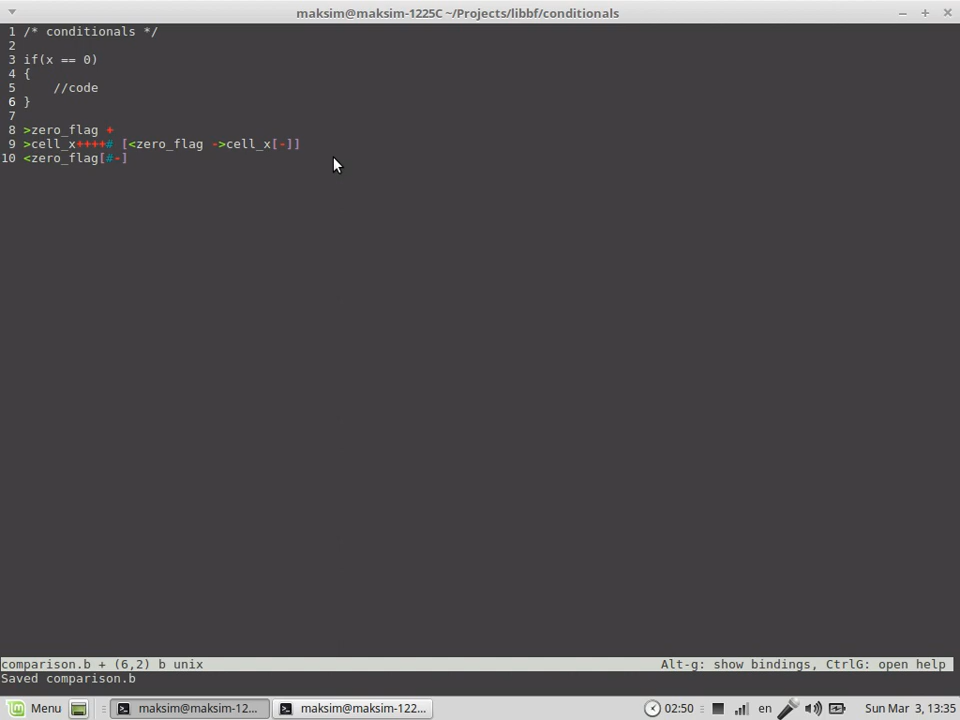 maksim@maksim-1225C ~/Projects/libbf/conditionals
1 /* conditionals */
2
3 if(x == 0)
4 {
5     //code
6 }
7
8 >zero_flag +
9 >cell_x++++# [<zero_flag ->cell_x[-]]
10 <zero_flag[#-]
comparison.b + (6,2) b unix Alt-g: show bindings, CtrlG: open help
Saved comparison.b
Menu maksim@maksim-12... maksim@maksim-122... 02:50 en Sun Mar 3, 13:35